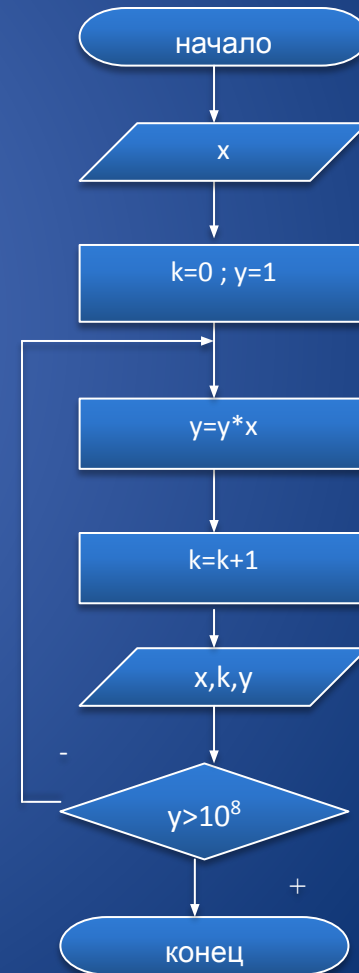 начало
x
k=0 ; y=1
y=y*x
k=k+1
x,k,y
-
y>10⁸
+
конец